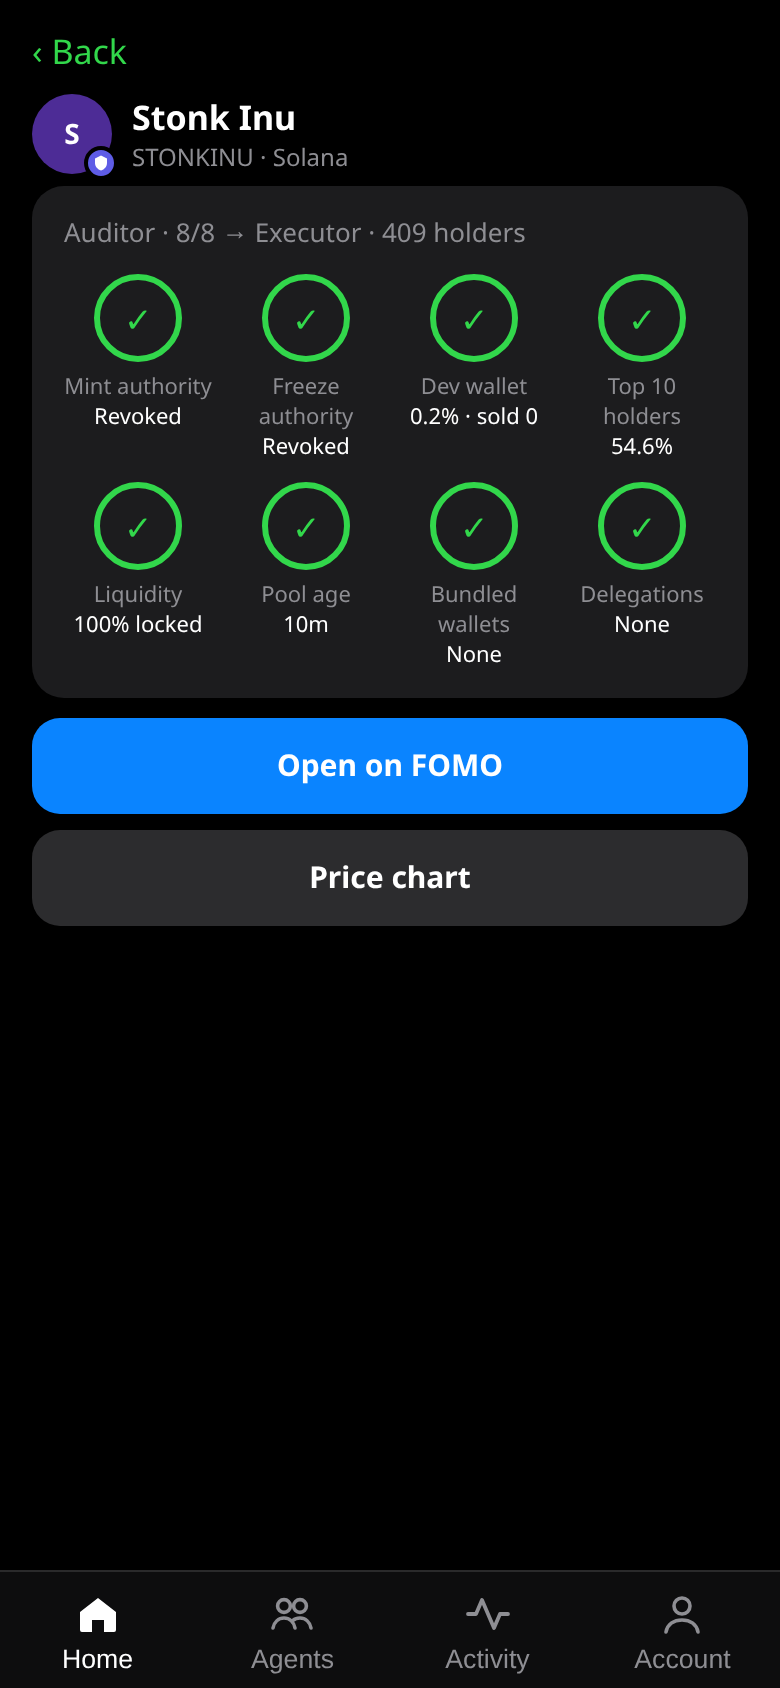 ‹ Back
S
Stonk Inu
STONKINU · Solana
Auditor · 8/8 → Executor · 409 holders
✓ ✓ ✓ ✓
Mint authority
Revoked
Freeze
authority
Revoked
Dev wallet
0.2% · sold 0
Top 10
holders
54.6%
✓ ✓ ✓ ✓
Liquidity
100% locked
Pool age
10m
Bundled
wallets
None
Delegations
None
Open on FOMO
Price chart
Home
Agents
Activity
Account